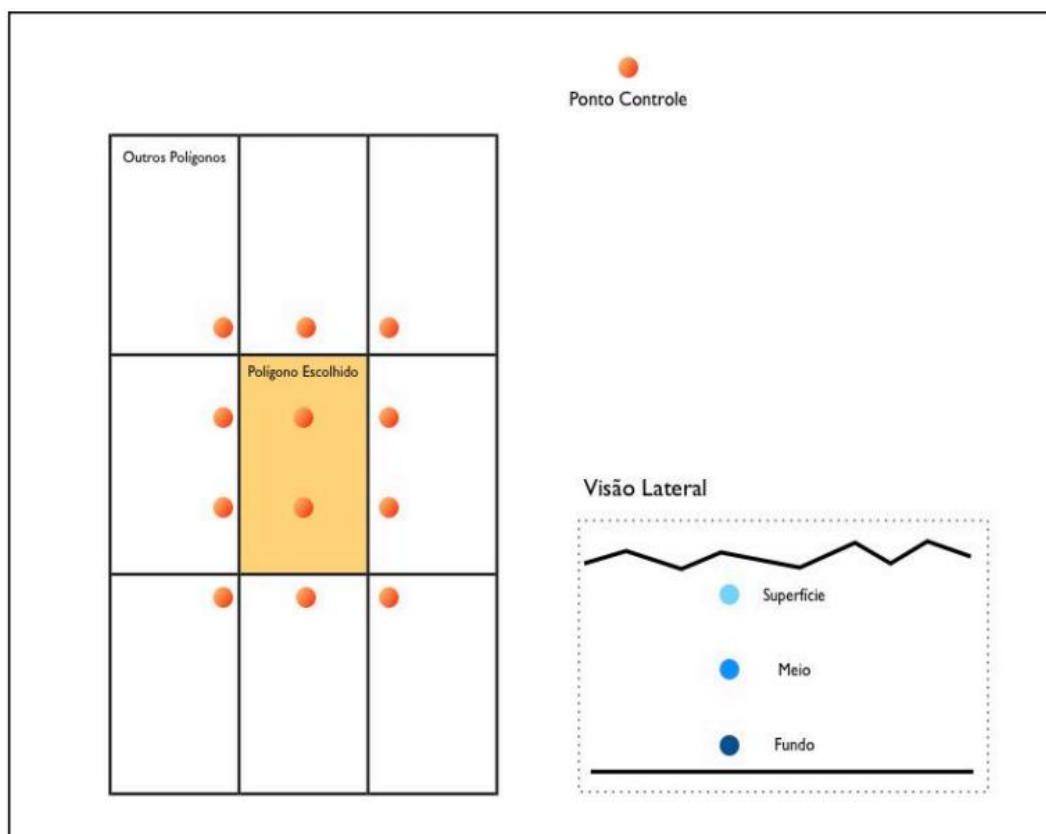 Ponto Controle
Outros Polígonos
Polígono Escolhido
Visão Lateral
Superfície
Meio
Fundo